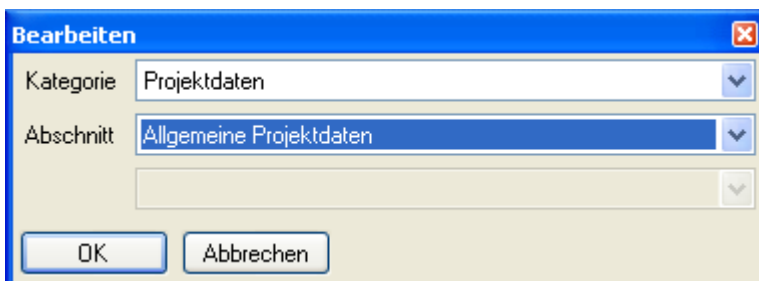 Bearbeiten
Kategorie Projektdaten
Abschnitt Allgemeine Projektdaten
OK Abbrechen